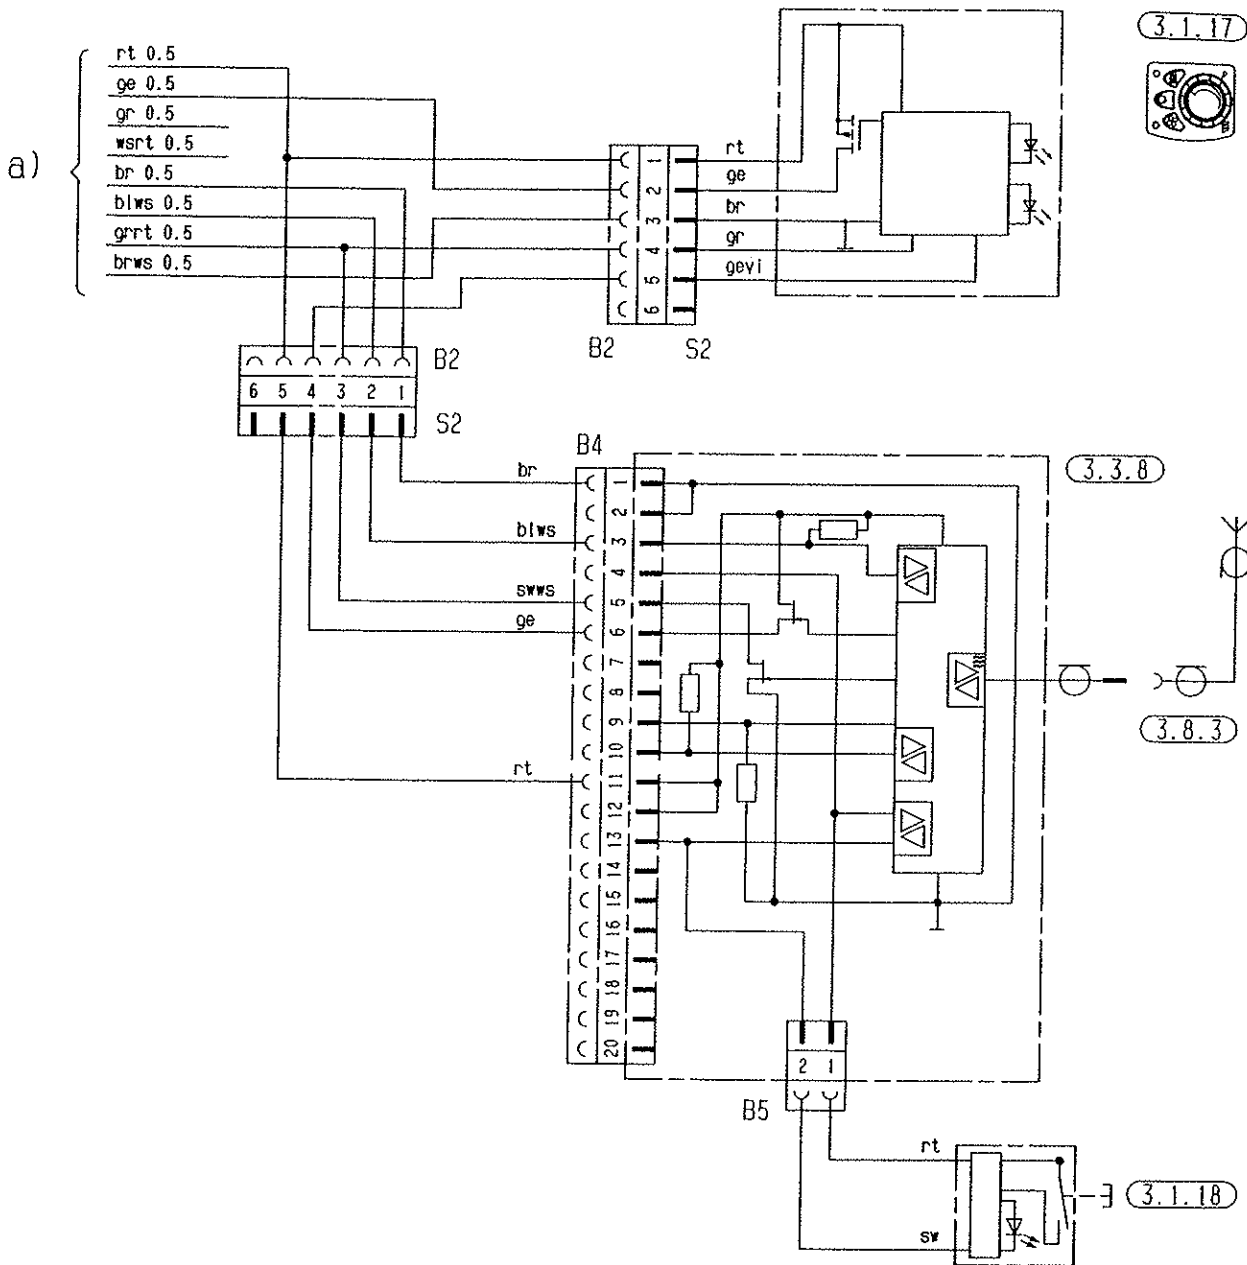 3.1.17
rt 0.5
ge 0.5
gr 0.5
wsrt 0.5
br 0.5
blws 0.5
grrt 0.5
brws 0.5
a)
1
2
3
4
5
6
B2
S2
rt
ge
br
gr
gevi
B2
6 5 4 3 2 1
S2
B4
br
blws
swws
ge
rt
1
2
3
4
5
6
7
8
9
10
11
12
13
14
15
16
17
18
19
20
3.3.8
3.8.3
2 1
B5
rt
sw
3.1.18